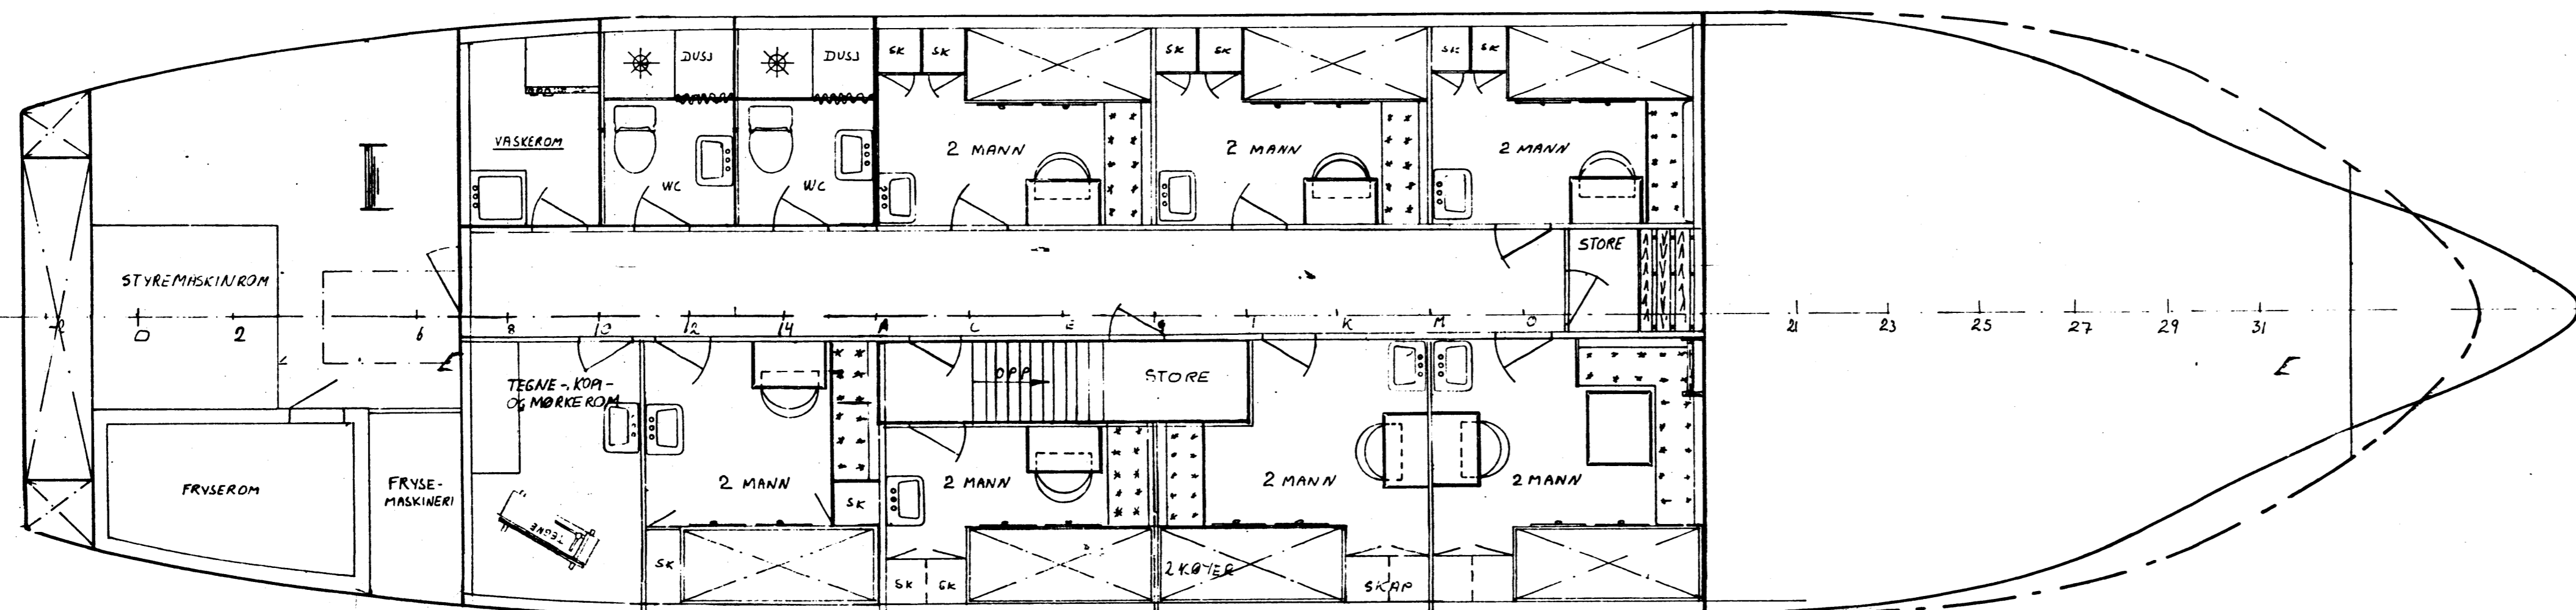 SK SK SK SK SK SK
DUSJ DUSJ
VASKEROM
2 MANN 2 MANN 2 MANN
WC WC
STORE
STYREMASKINROM
0 2 6 8 10 12 14 A C E G I K M O 21 23 25 27 29 31
TEGNE-, KOPI-
OG MØRKEROM
OPP
STORE
E
FRYSEROM
FRYSE-
MASKINERI
2 MANN 2 MANN 2 MANN 2 MANN
SK
TEGNE
SK
SK SK
2 KØYER
SKAP